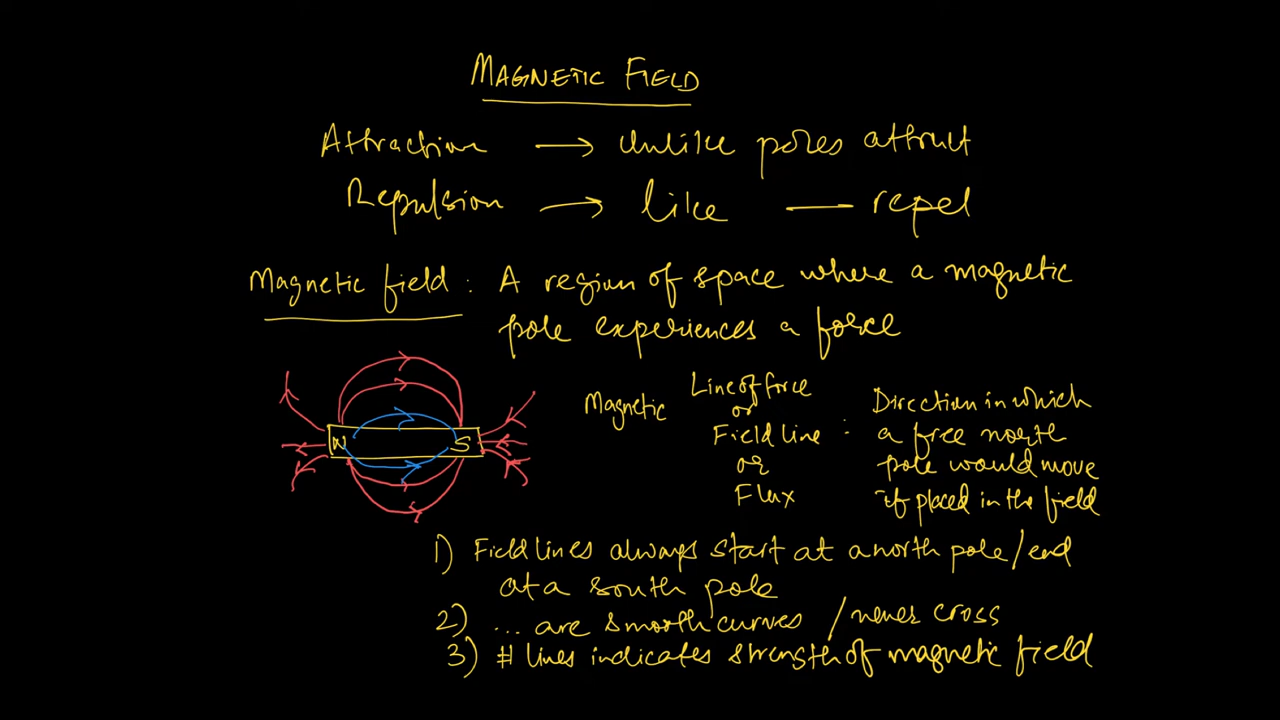 MAGNETIC FIELD
Attraction → Unlike poles attract
Repulsion → like — repel
Magnetic field : A region of space where a magnetic
pole experiences a force
N S
Magnetic
Line of force
or
Field line :
or
Flux
Direction in which
a free north
pole would move
if placed in the field
1) Field lines always start at a north pole / end
at a south pole
2) ... are smooth curves / never cross
3) # lines indicates strength of magnetic field